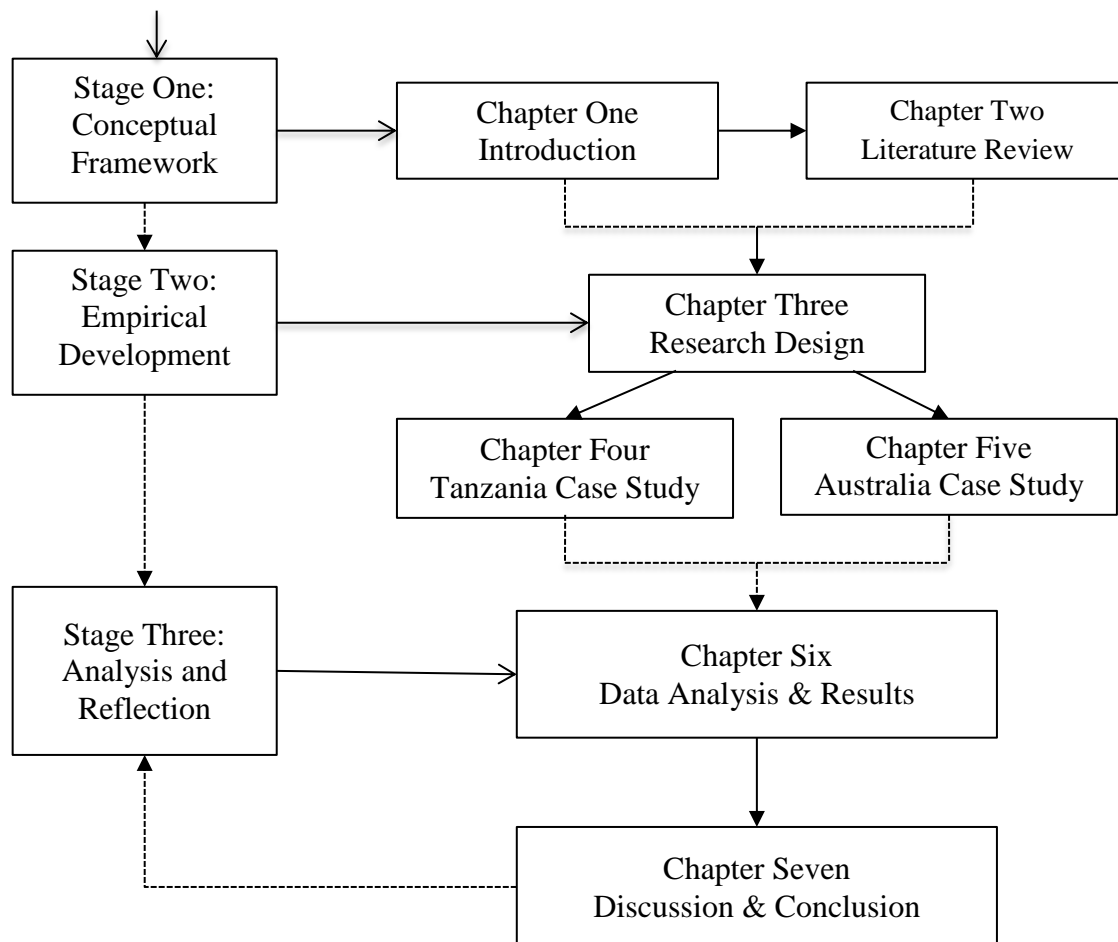 Stage One:
Conceptual
Framework
Chapter One
Introduction
Chapter Two
Literature Review
Stage Two:
Empirical
Development
Chapter Three
Research Design
Chapter Four
Tanzania Case Study
Chapter Five
Australia Case Study
Stage Three:
Analysis and
Reflection
Chapter Six
Data Analysis & Results
Chapter Seven
Discussion & Conclusion